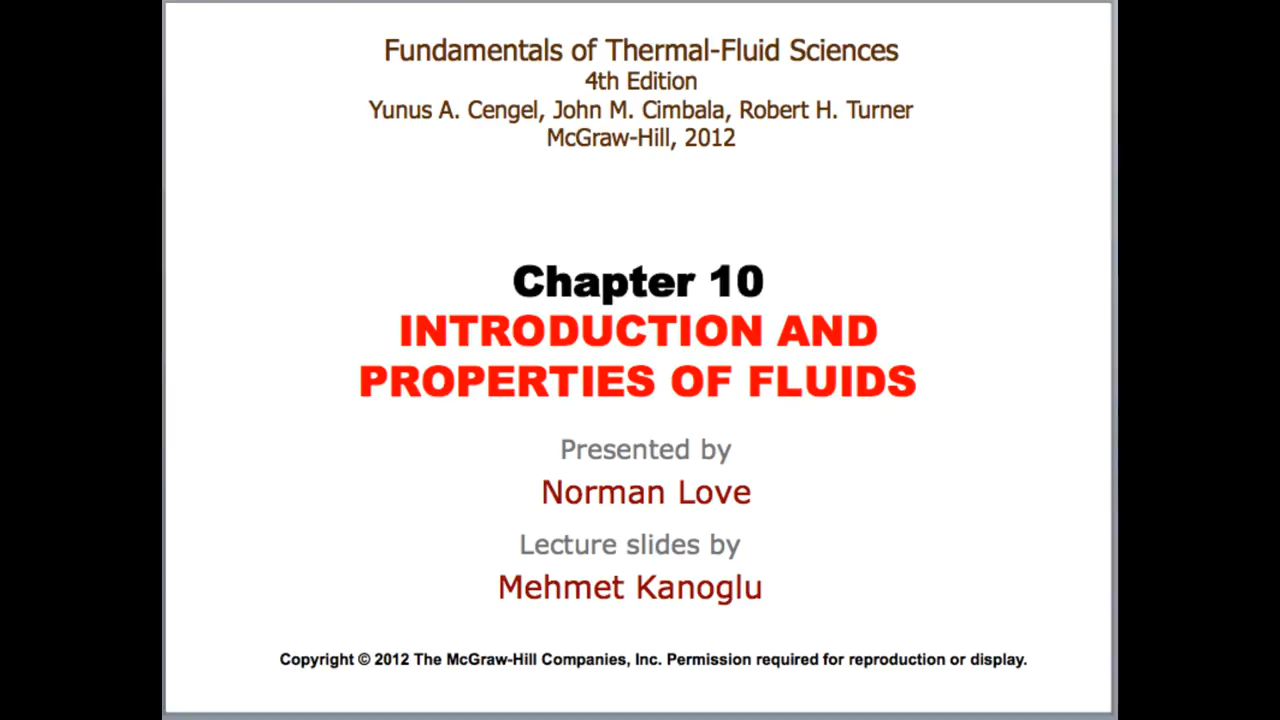 Fundamentals of Thermal-Fluid Sciences
4th Edition
Yunus A. Cengel, John M. Cimbala, Robert H. Turner
McGraw-Hill, 2012
Chapter 10
INTRODUCTION AND
PROPERTIES OF FLUIDS
Presented by
Norman Love
Lecture slides by
Mehmet Kanoglu
Copyright © 2012 The McGraw-Hill Companies, Inc. Permission required for reproduction or display.